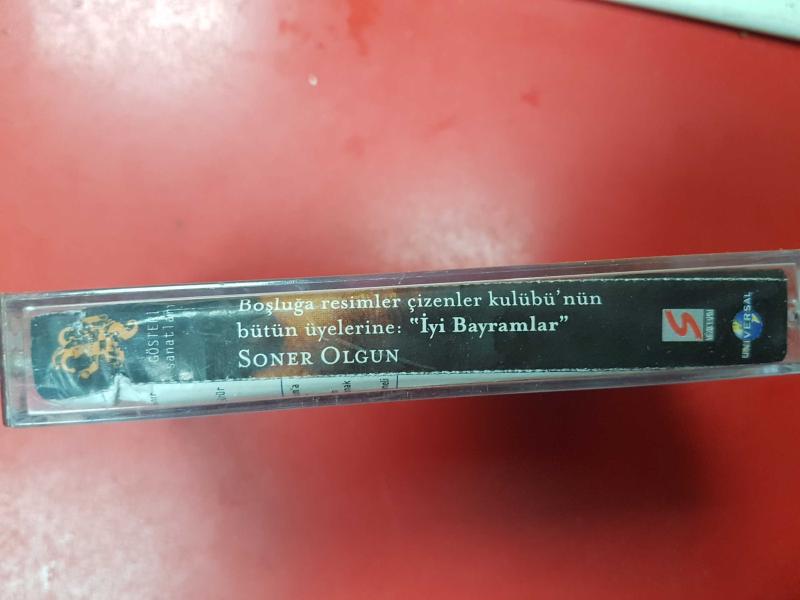 GÖSTERİ
sanatları
Boşluğa resimler çizenler kulübü'nün
bütün üyelerine: "İyi Bayramlar"
SONER OLGUN
S
UNIVERSAL